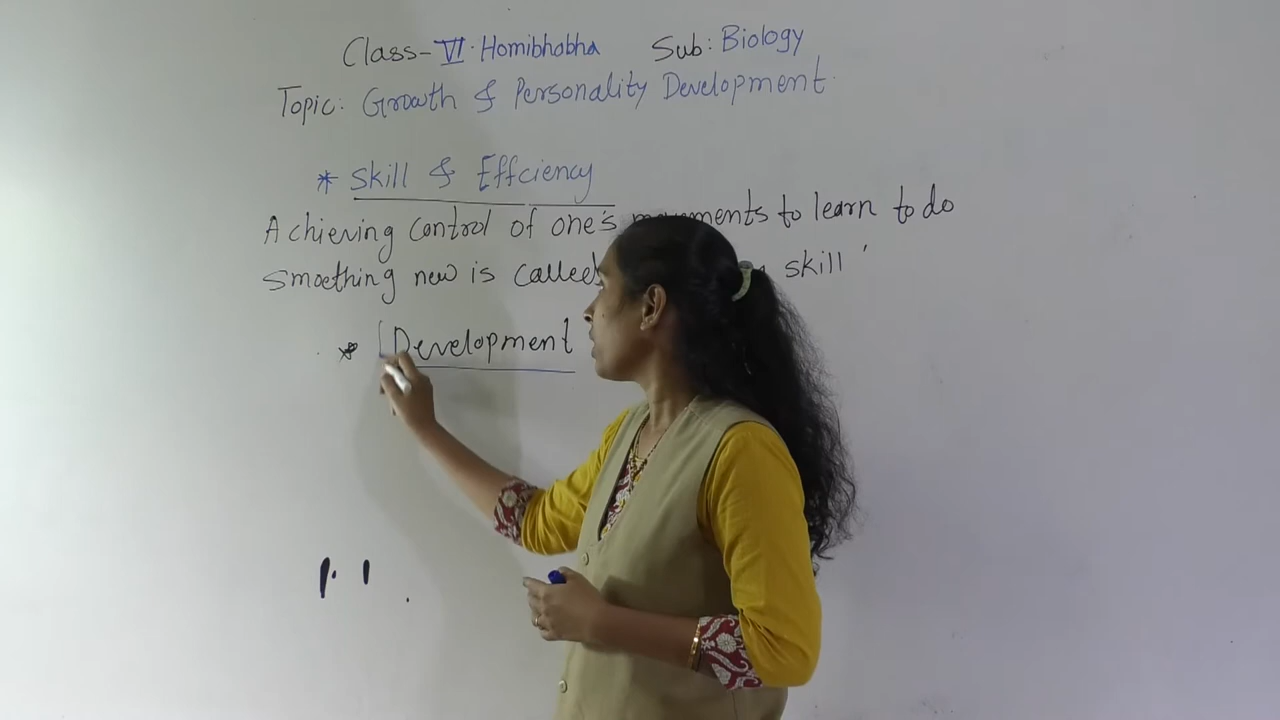 Class-VI. Homibhabha Sub: Biology
Topic: Growth & Personality Development
* Skill & Effciency
Achieving control of one's movements to learn to do
smoething new is called skill '
* Development